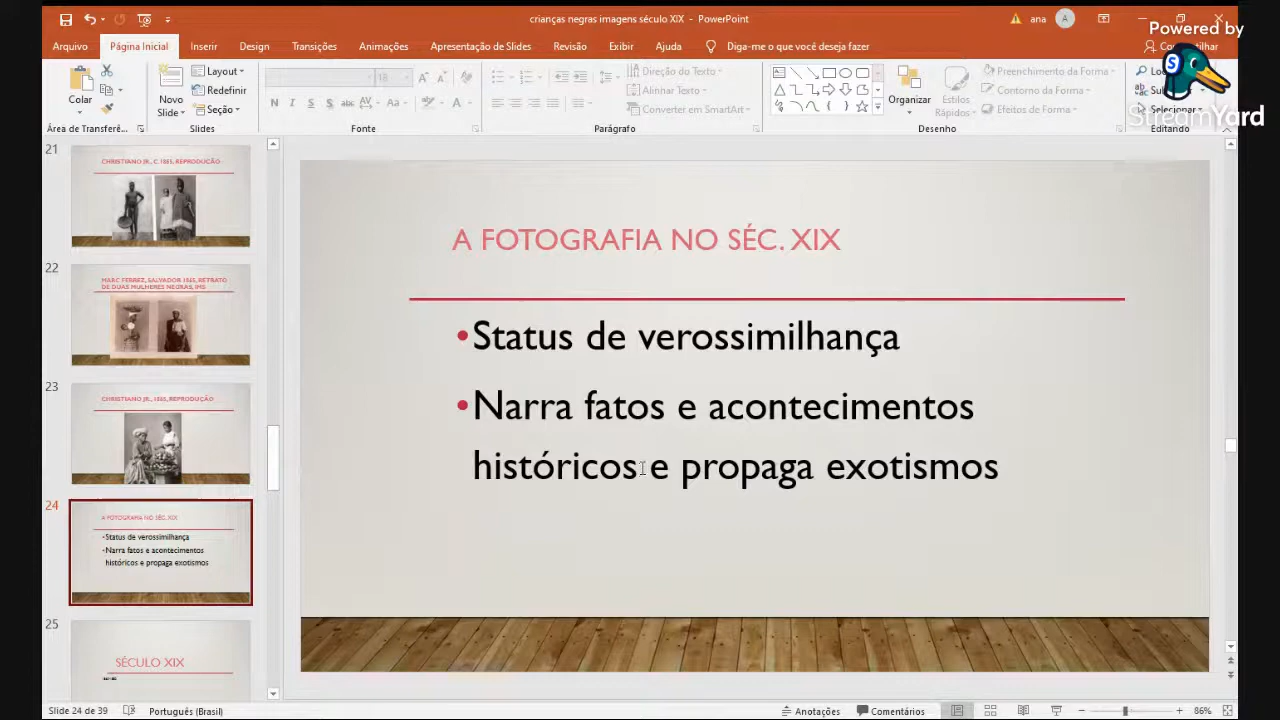 crianças negras imagens século XIX - PowerPoint
ana
A
Powered by
StreamYard
Arquivo
Página Inicial
Inserir
Design
Transições
Animações
Apresentação de Slides
Revisão
Exibir
Ajuda
Diga-me o que você deseja fazer
Colar
Novo
Slide
Layout
Redefinir
Seção
18
N
I
S
S
abc
AV
Aa
A
Direção do Texto
Alinhar Texto
Converter em SmartArt
Organizar
Estilos
Rápidos
Preenchimento da Forma
Contorno da Forma
Efeitos de Forma
Selecionar
Área de Transferê...
Slides
Fonte
Parágrafo
Desenho
Editando
21
CHRISTIANO JR., C 1865, REPRODUÇÃO
22
MARC FERREZ, SALVADOR 1885, RETRATO
DE DUAS MULHERES NEGRAS, IMS
23
CHRISTIANO JR., 1865, REPRODUÇÃO
24
A FOTOGRAFIA NO SÉC. XIX
•Status de verossimilhança
•Narra fatos e acontecimentos
históricos e propaga exotismos
25
SÉCULO XIX
A FOTOGRAFIA NO SÉC. XIX
•Status de verossimilhança
•Narra fatos e acontecimentos
históricos e propaga exotismos
Slide 24 de 39
Português (Brasil)
Anotações
Comentários
86%